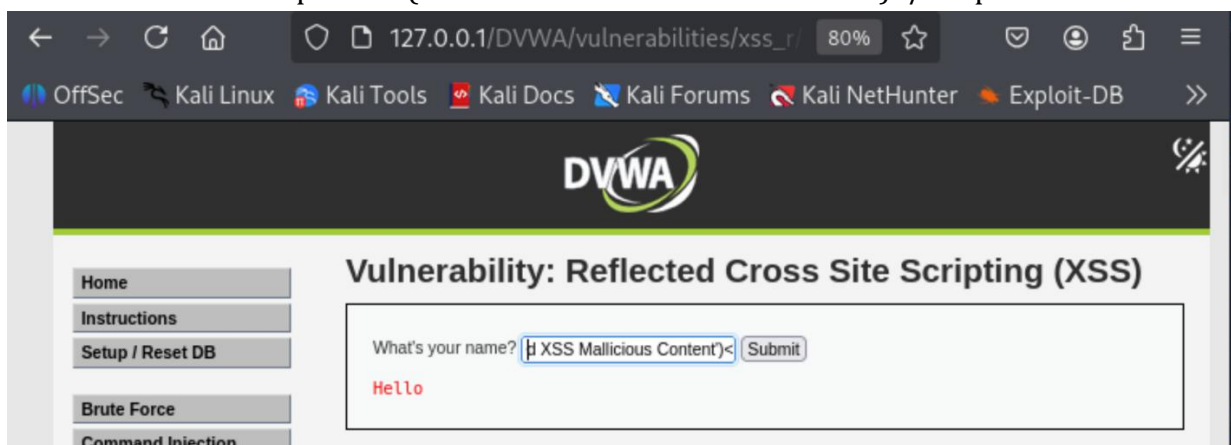 127.0.0.1/DVWA/vulnerabilities/xss_r/ 80%
OffSec Kali Linux Kali Tools Kali Docs Kali Forums Kali NetHunter Exploit-DB
DVWA
Vulnerability: Reflected Cross Site Scripting (XSS)
Home
Instructions
Setup / Reset DB
Brute Force
Command Injection
What's your name? d XSS Mallicious Content')< Submit
Hello